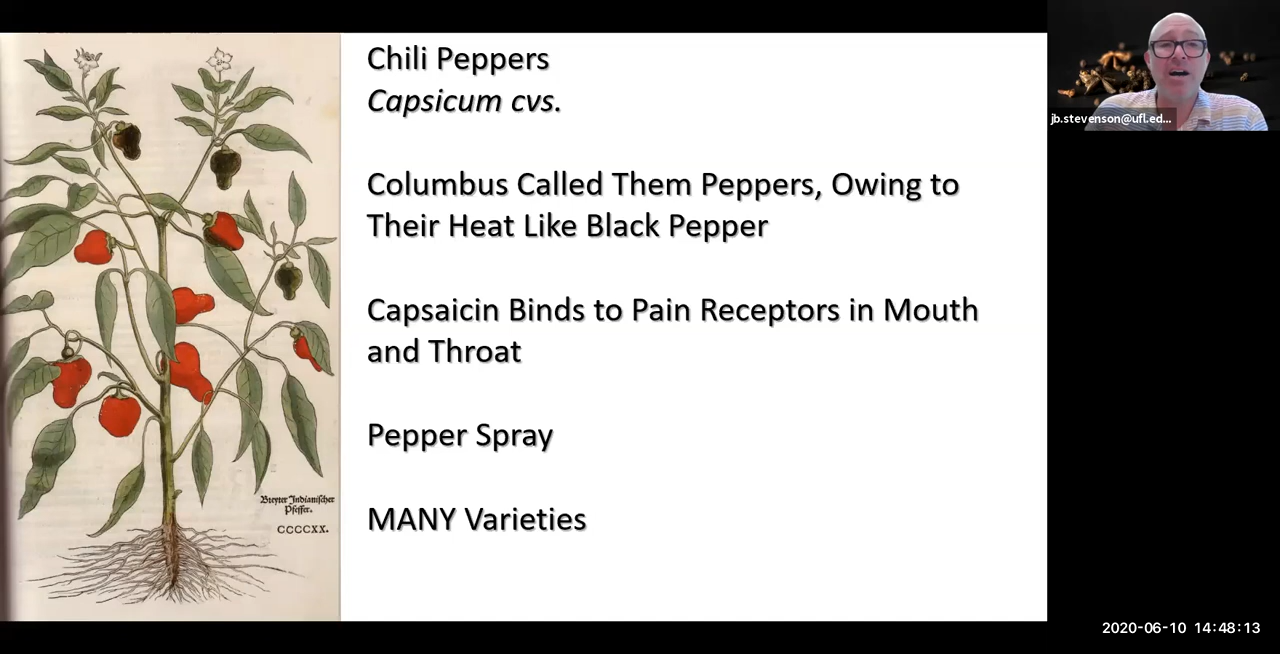 Chili Peppers
Capsicum cvs.
Columbus Called Them Peppers, Owing to
Their Heat Like Black Pepper
Capsaicin Binds to Pain Receptors in Mouth
and Throat
Pepper Spray
MANY Varieties
Breyter Indianischer
Pfeffer.
CCCCXX.
jb.stevenson@ufl.ed...
2020-06-10 14:48:13